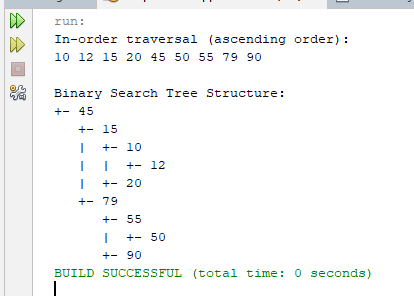 run:
In-order traversal (ascending order):
10 12 15 20 45 50 55 79 90

Binary Search Tree Structure:
+- 45
   +- 15
   |  +- 10
   |  |  +- 12
   |  +- 20
   +- 79
      +- 55
      |  +- 50
      +- 90
BUILD SUCCESSFUL (total time: 0 seconds)